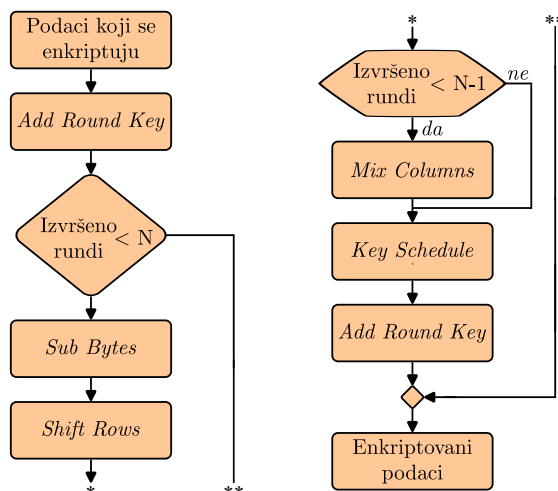 Podaci koji se
enkriptuju
Add Round Key
Izvršeno
rundi < N
Sub Bytes
Shift Rows
*
**
*
**
Izvršeno
rundi < N-1
ne
da
Mix Columns
Key Schedule
Add Round Key
Enkriptovani
podaci